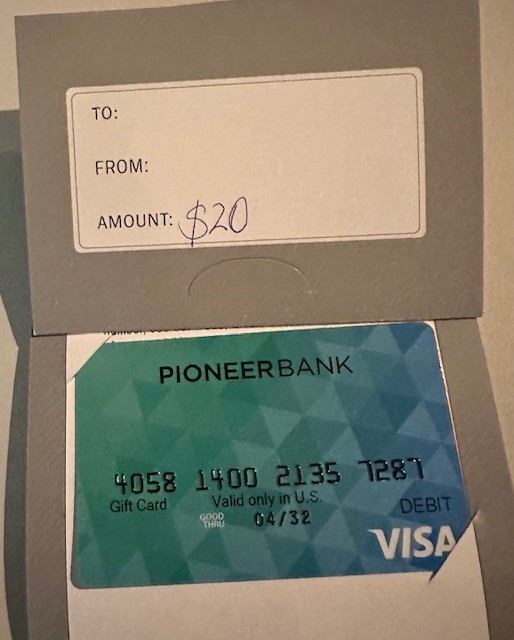 TO:
FROM:
AMOUNT: $20
PIONEERBANK
4058 1400 2135 7287
Gift Card Valid only in U.S.
GOOD THRU 04/32
DEBIT
VISA